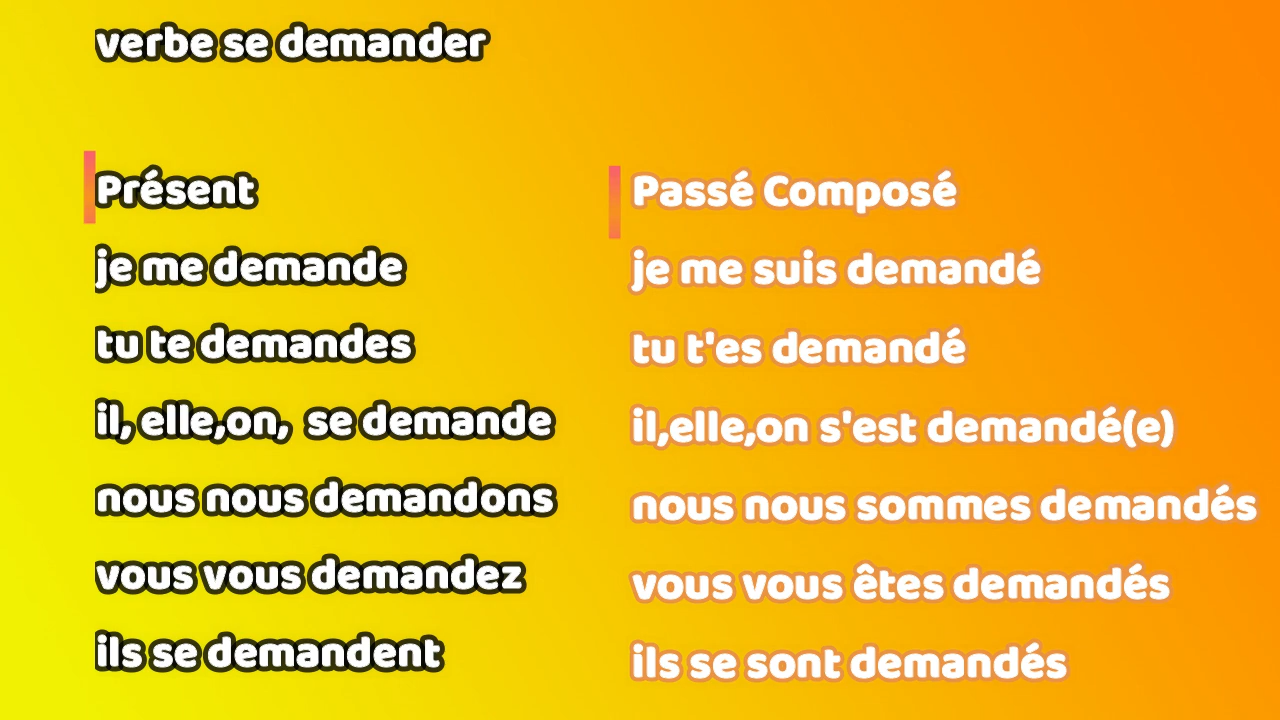 verbe se demander
Présent
je me demande
tu te demandes
il, elle,on,  se demande
nous nous demandons
vous vous demandez
ils se demandent
Passé Composé
je me suis demandé
tu t'es demandé
il,elle,on s'est demandé(e)
nous nous sommes demandés
vous vous êtes demandés
ils se sont demandés